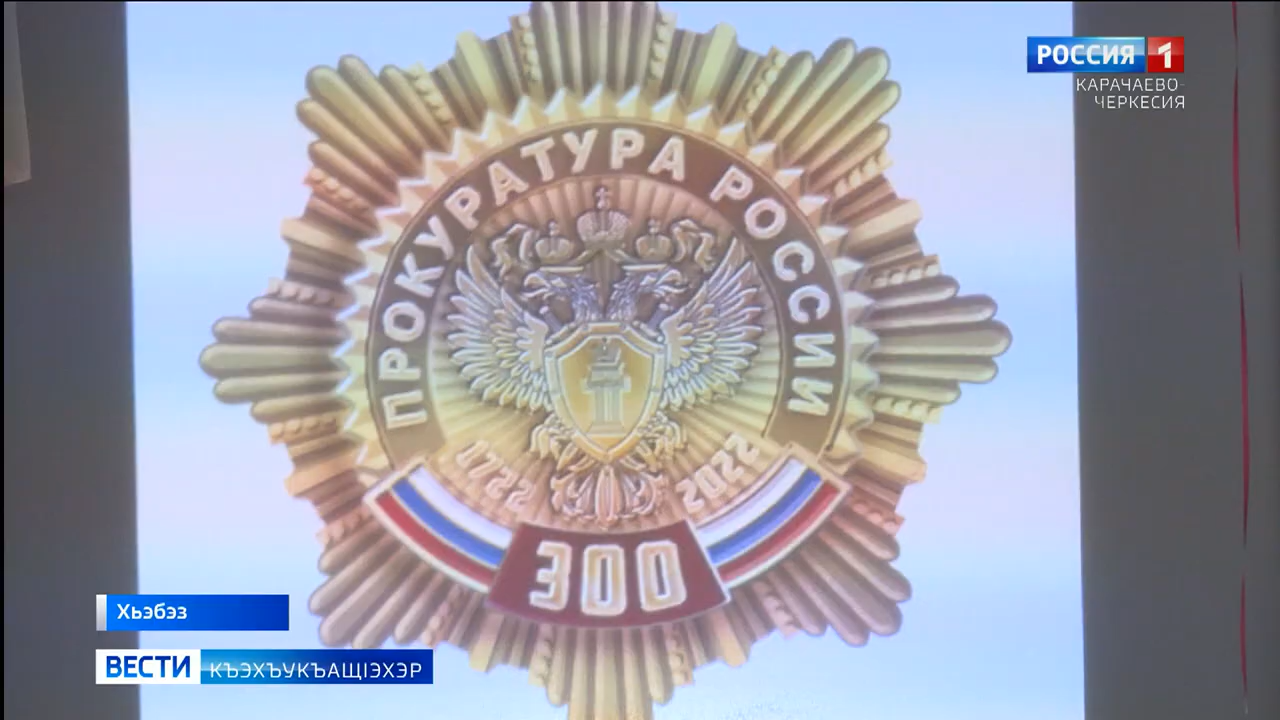 РОССИЯ 1
КАРАЧАЕВО-
ЧЕРКЕСИЯ
ПРОКУРАТУРА РОССИИ
1722
2022
300
Хьэбэз
ВЕСТИ КЪЭХЪУКЪАЩIЭХЭР